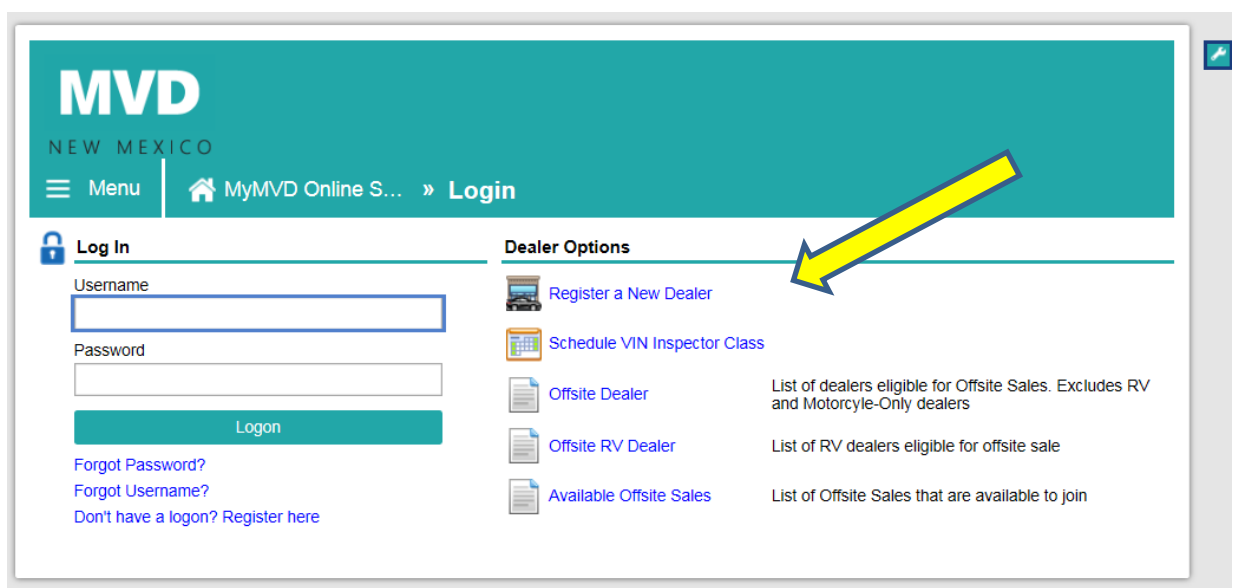 MVD
NEW MEXICO
Menu
MyMVD Online S... » Login
Log In
Username
Password
Logon
Forgot Password?
Forgot Username?
Don't have a logon? Register here
Dealer Options
Register a New Dealer
Schedule VIN Inspector Class
Offsite Dealer
List of dealers eligible for Offsite Sales. Excludes RV
and Motorcyle-Only dealers
Offsite RV Dealer
List of RV dealers eligible for offsite sale
Available Offsite Sales
List of Offsite Sales that are available to join